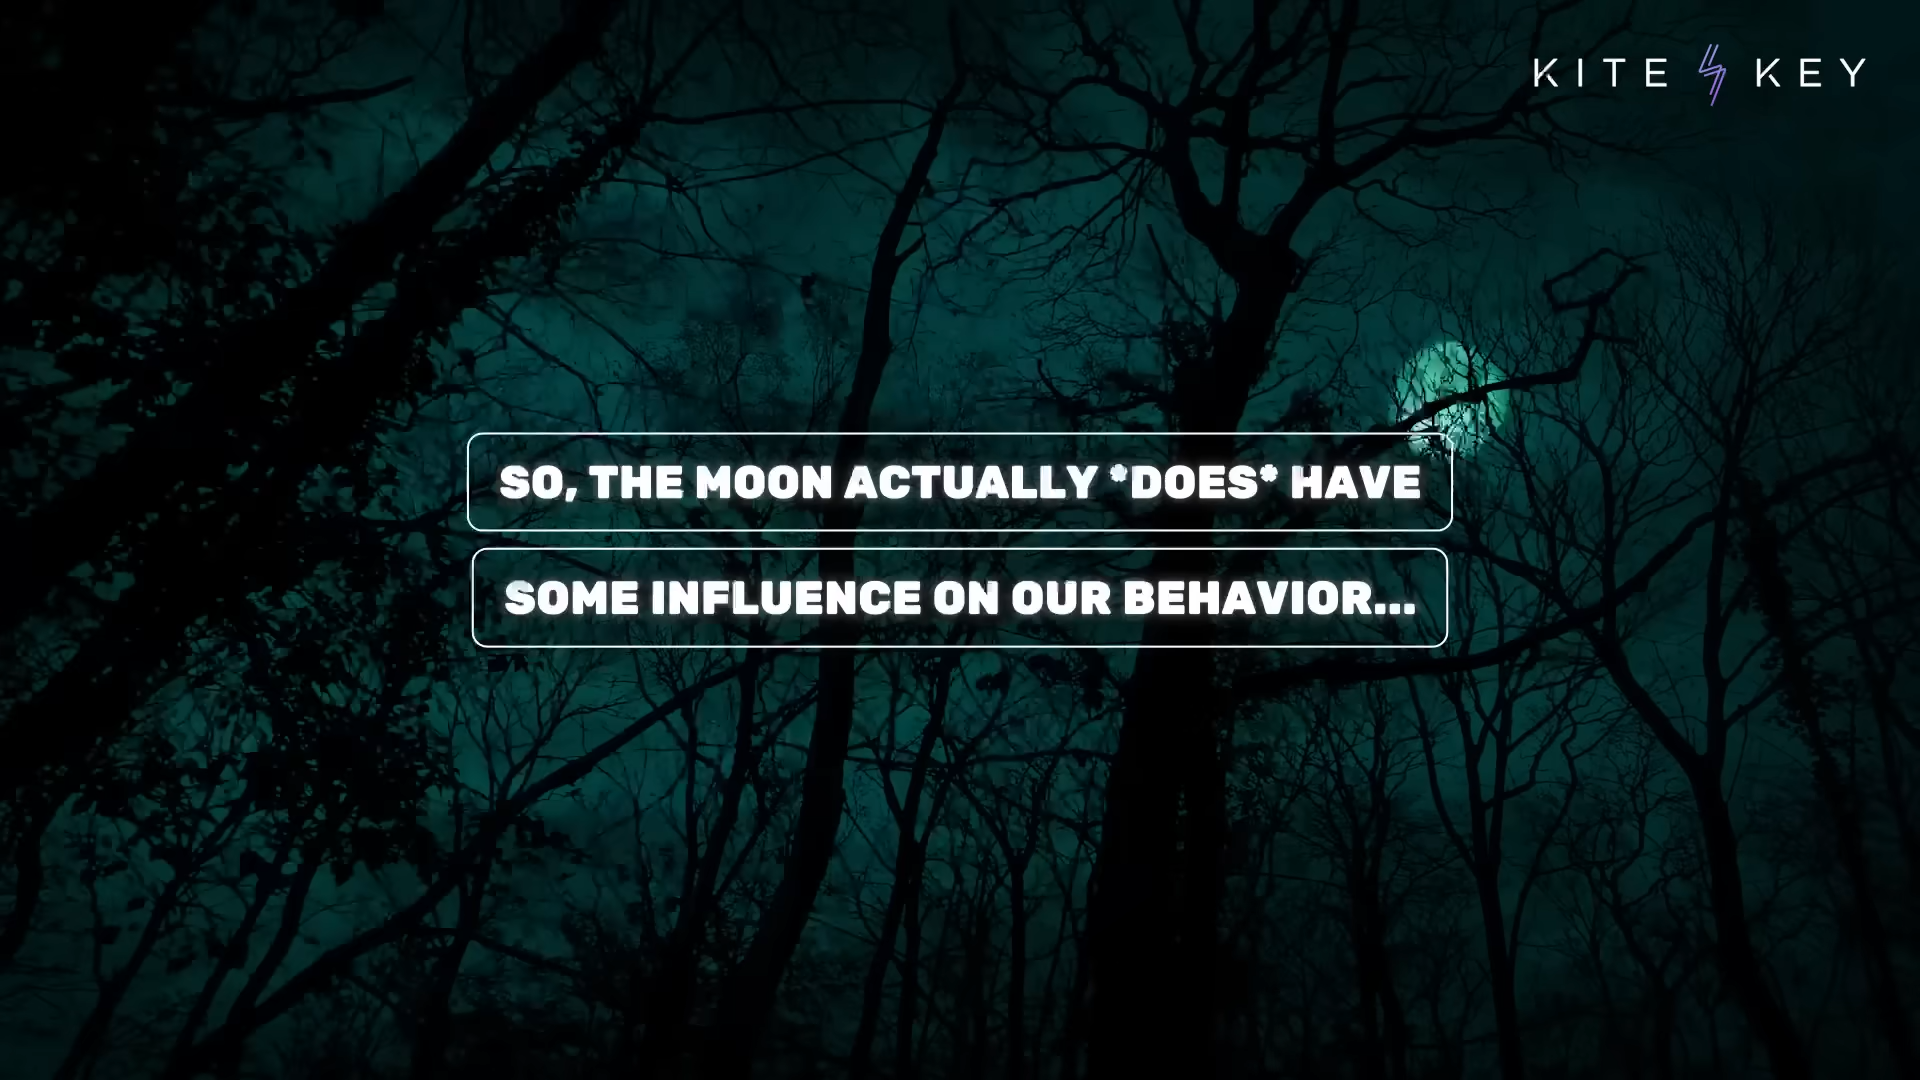 KITE KEY
SO, THE MOON ACTUALLY *DOES* HAVE
SOME INFLUENCE ON OUR BEHAVIOR...